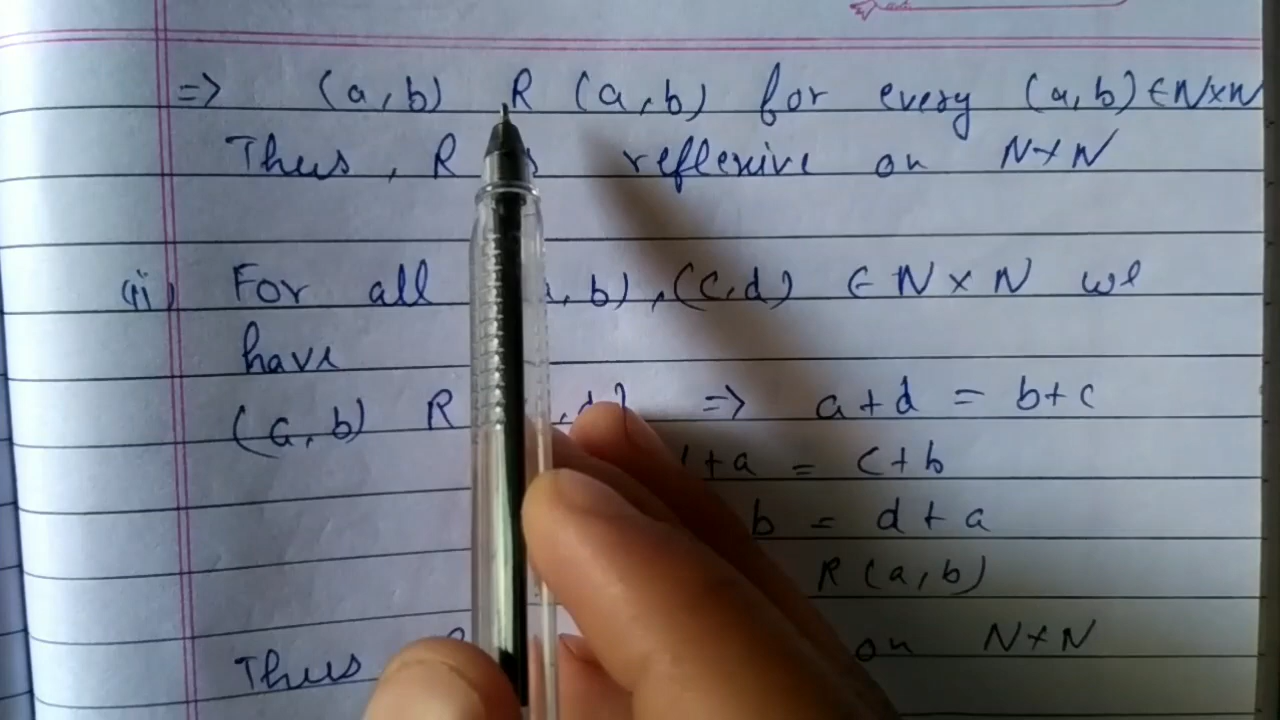 => (a,b) R (a,b) for every (a,b) ∈ N×N
Thus, R reflexive on N×N
(ii) For all , b), (c,d) ∈ N × N we
have
(a,b) R ,d) => a+d = b+c
+a = c+b
b = d+a
R (a,b)
Thus on N×N